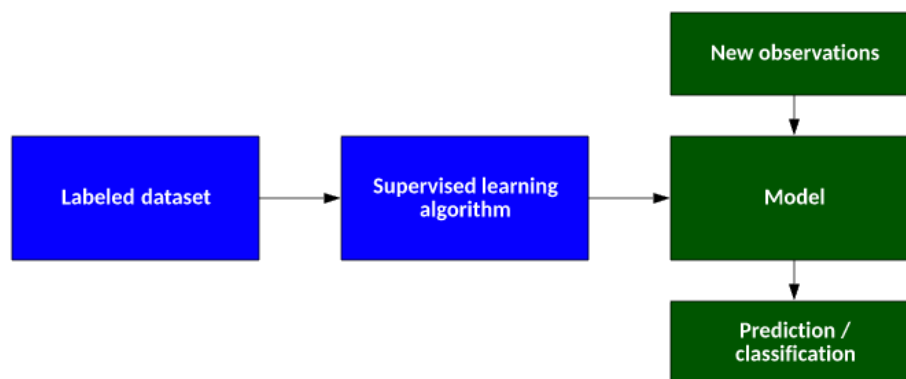 New observations
Labeled dataset
Supervised learning
algorithm
Model
Prediction /
classification